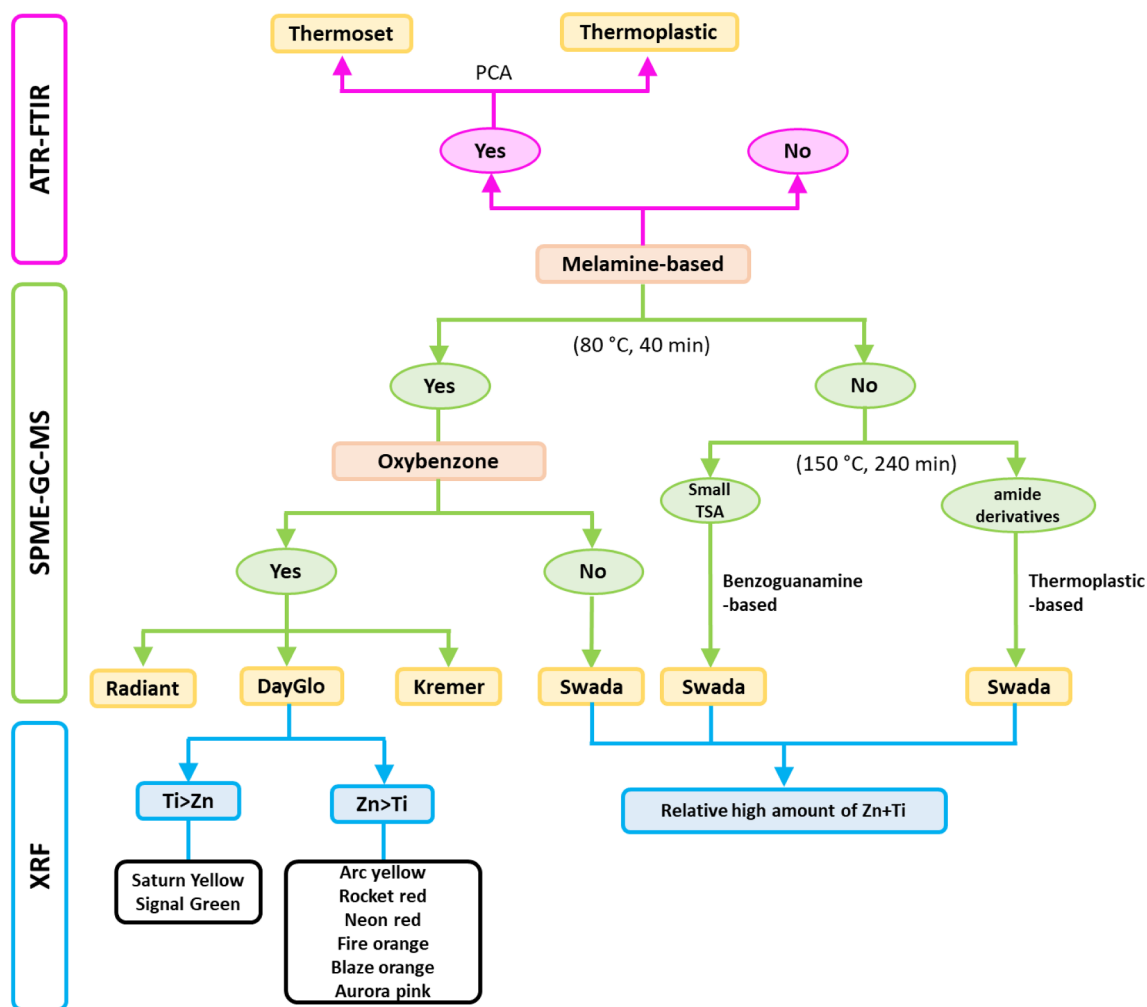 ATR-FTIR
Thermoset
Thermoplastic
PCA
Yes
No
Melamine-based
SPME-GC-MS
(80 °C, 40 min)
Yes
No
Oxybenzone
(150 °C, 240 min)
Small
TSA
amide
derivatives
Yes
No
Benzoguanamine
-based
Thermoplastic
-based
Radiant
DayGlo
Kremer
Swada
Swada
Swada
XRF
Ti>Zn
Zn>Ti
Relative high amount of Zn+Ti
Saturn Yellow
Signal Green
Arc yellow
Rocket red
Neon red
Fire orange
Blaze orange
Aurora pink